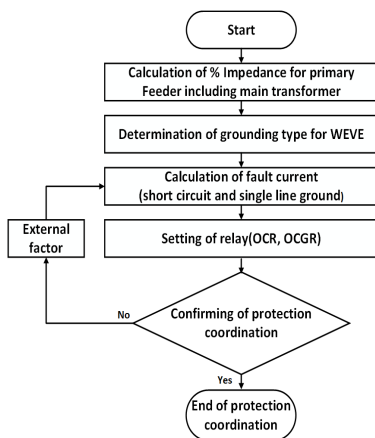 Start
Calculation of % Impedance for primary
Feeder including main transformer
Determination of grounding type for WEVE
Calculation of fault current
(short circuit and single line ground)
External
factor
Setting of relay(OCR, OCGR)
No
Confirming of protection
coordination
Yes
End of protection
coordination